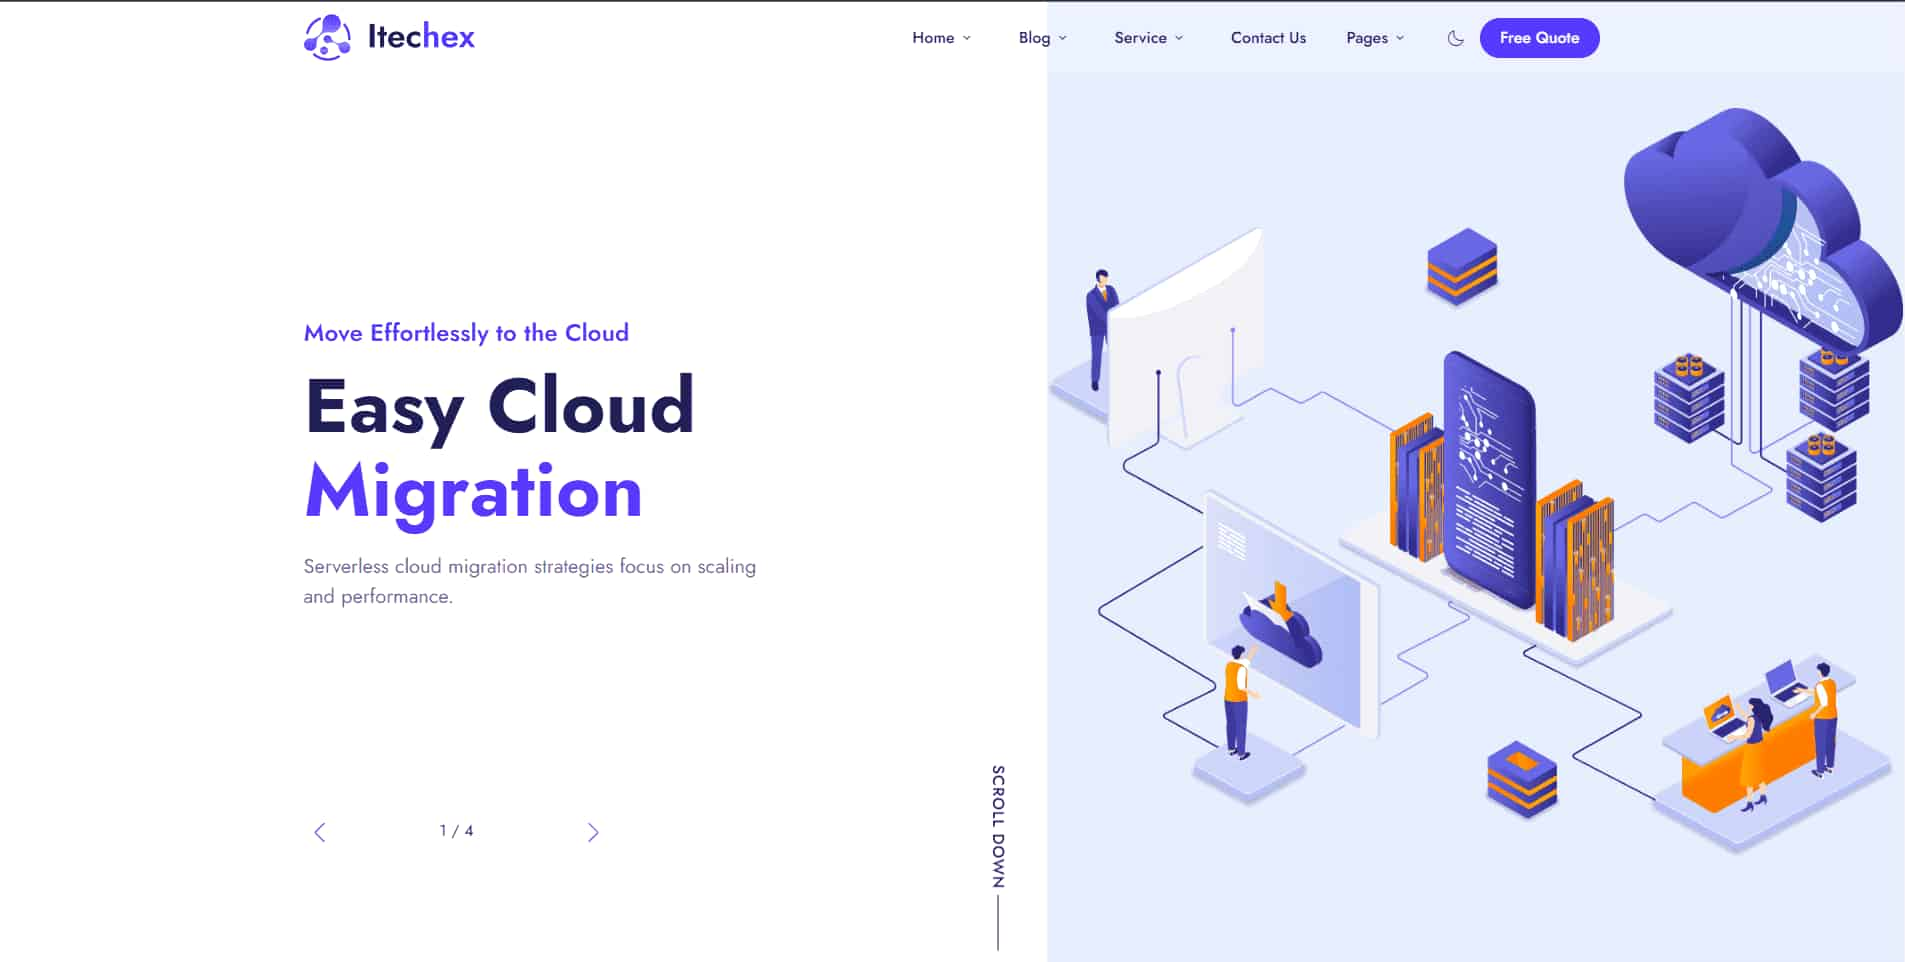 Itechex
Home
Blog
Service
Contact Us
Pages
Free Quote
Move Effortlessly to the Cloud
Easy Cloud
Migration
Serverless cloud migration strategies focus on scaling
and performance.
1 / 4
SCROLL DOWN